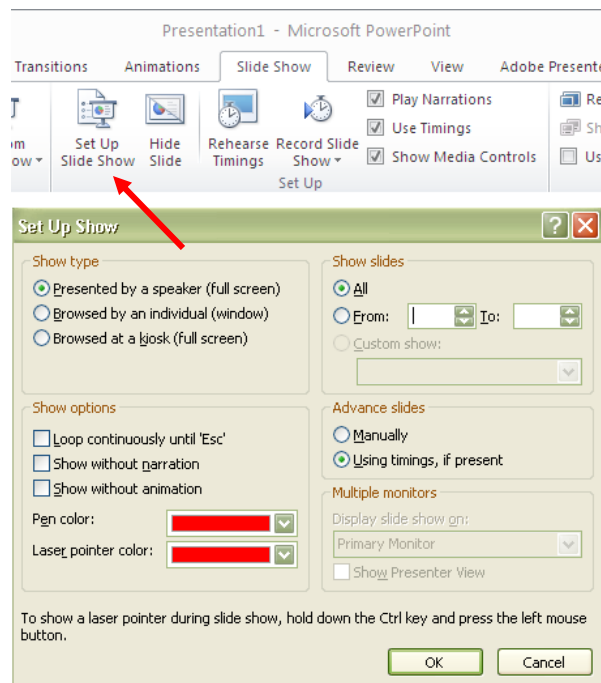 Presentation1 - Microsoft PowerPoint
Transitions Animations Slide Show Review View Adobe
Set Up Slide Show
Hide Slide
Rehearse Timings
Record Slide Show
Play Narrations
Use Timings
Show Media Controls
Set Up
Set Up Show
Show type
Presented by a speaker (full screen)
Browsed by an individual (window)
Browsed at a kiosk (full screen)
Show slides
All
From: To:
Custom show:
Show options
Loop continuously until 'Esc'
Show without narration
Show without animation
Pen color:
Laser pointer color:
Advance slides
Manually
Using timings, if present
Multiple monitors
Display slide show on:
Primary Monitor
Show Presenter View
To show a laser pointer during slide show, hold down the Ctrl key and press the left mouse
button.
OK Cancel